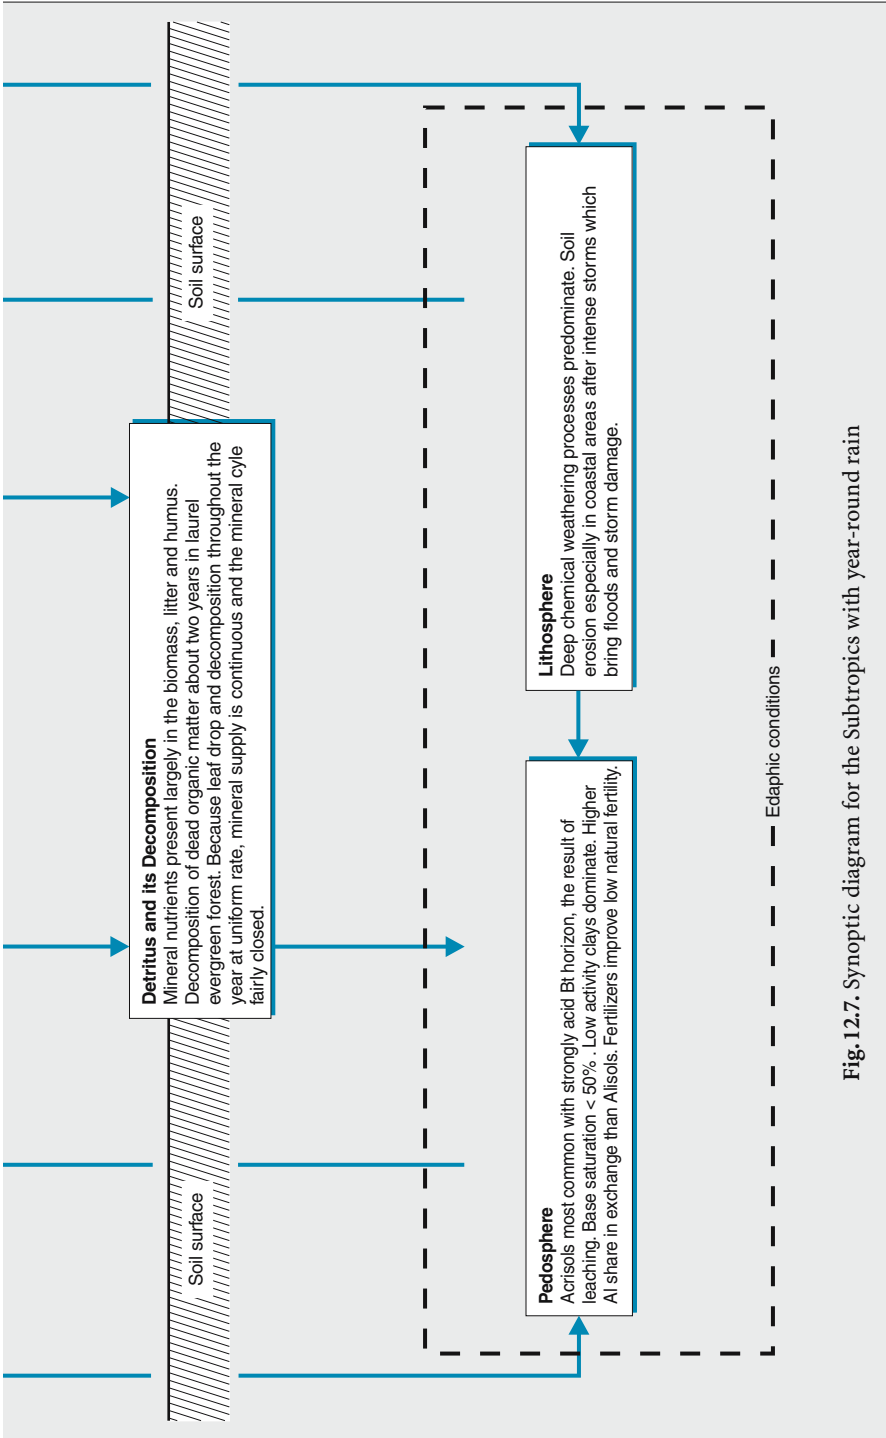 Soil surface
Soil surface
Detritus and its Decomposition
Mineral nutrients present largely in the biomass, litter and humus.
Decomposition of dead organic matter about two years in laurel
evergreen forest. Because leaf drop and decomposition throughout the
year at uniform rate, mineral supply is continuous and the mineral cyle
fairly closed.
Pedosphere
Acrisols most common with strongly acid Bt horizon, the result of
leaching. Base saturation < 50% . Low activity clays dominate. Higher
Al share in exchange than Alisols. Fertilizers improve low natural fertility.
Lithosphere
Deep chemical weathering processes predominate. Soil
erosion especially in coastal areas after intense storms which
bring floods and storm damage.
Edaphic conditions
Fig. 12.7. Synoptic diagram for the Subtropics with year-round rain